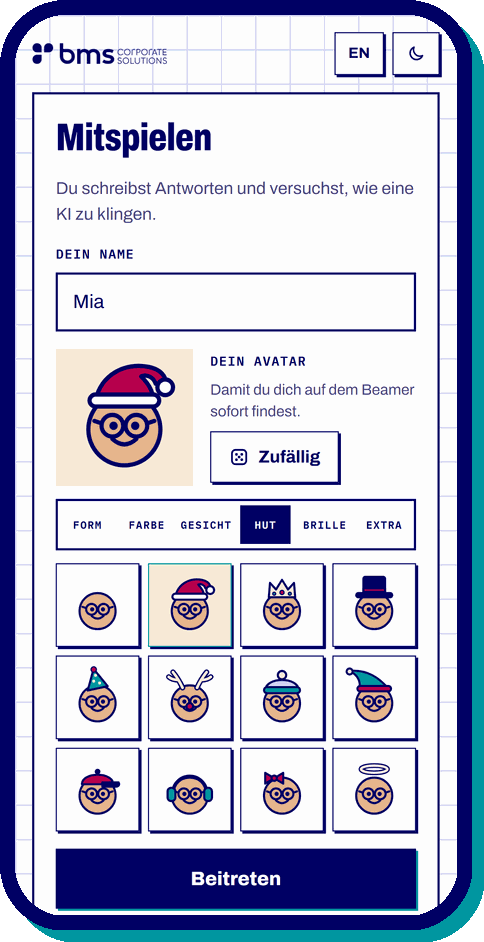 bms CORPORATE
SOLUTIONS
EN
Mitspielen
Du schreibst Antworten und versuchst, wie eine
KI zu klingen.
DEIN NAME
Mia
DEIN AVATAR
Damit du dich auf dem Beamer
sofort findest.
Zufällig
FORM FARBE GESICHT HUT BRILLE EXTRA
Beitreten